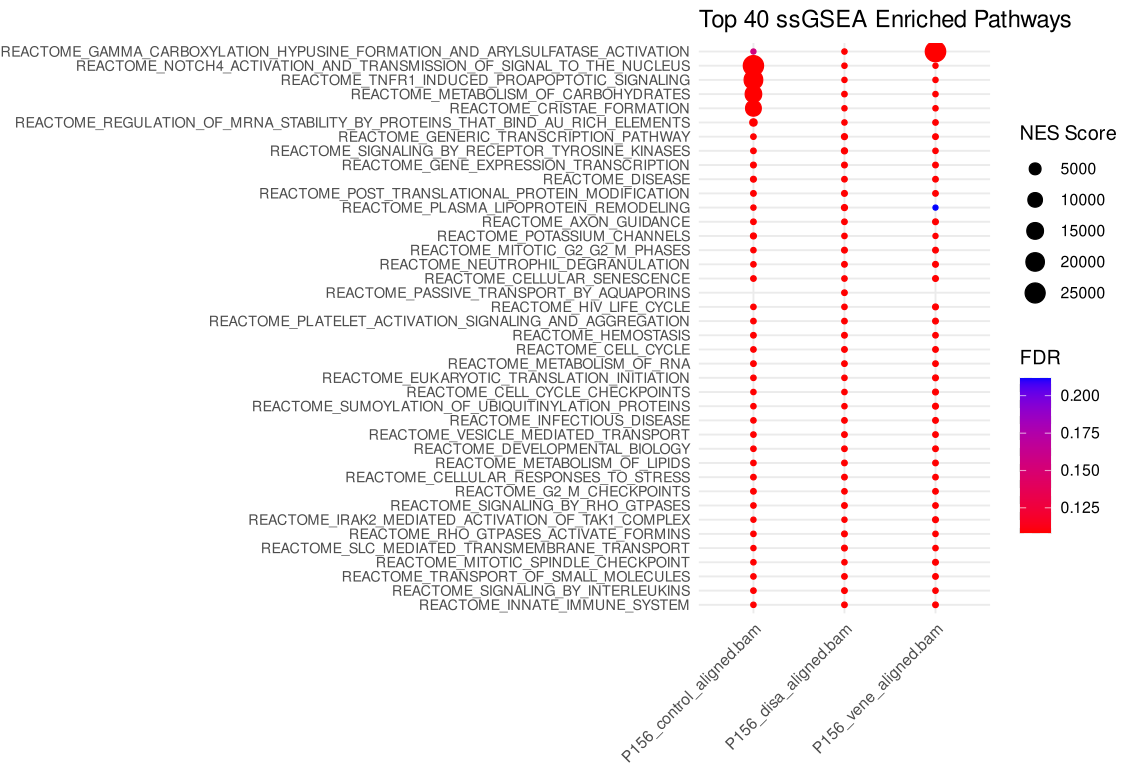 Top 40 ssGSEA Enriched Pathways
REACTOME_GAMMA_CARBOXYLATION_HYPUSINE_FORMATION_AND_ARYLSULFATASE_ACTIVATION
REACTOME_NOTCH4_ACTIVATION_AND_TRANSMISSION_OF_SIGNAL_TO_THE_NUCLEUS
REACTOME_TNFR1_INDUCED_PROAPOPTOTIC_SIGNALING
REACTOME_METABOLISM_OF_CARBOHYDRATES
REACTOME_CRISTAE_FORMATION
REACTOME_REGULATION_OF_MRNA_STABILITY_BY_PROTEINS_THAT_BIND_AU_RICH_ELEMENTS
REACTOME_GENERIC_TRANSCRIPTION_PATHWAY
REACTOME_SIGNALING_BY_RECEPTOR_TYROSINE_KINASES
REACTOME_GENE_EXPRESSION_TRANSCRIPTION
REACTOME_DISEASE
REACTOME_POST_TRANSLATIONAL_PROTEIN_MODIFICATION
REACTOME_PLASMA_LIPOPROTEIN_REMODELING
REACTOME_AXON_GUIDANCE
REACTOME_POTASSIUM_CHANNELS
REACTOME_MITOTIC_G2_G2_M_PHASES
REACTOME_NEUTROPHIL_DEGRANULATION
REACTOME_CELLULAR_SENESCENCE
REACTOME_PASSIVE_TRANSPORT_BY_AQUAPORINS
REACTOME_HIV_LIFE_CYCLE
REACTOME_PLATELET_ACTIVATION_SIGNALING_AND_AGGREGATION
REACTOME_HEMOSTASIS
REACTOME_CELL_CYCLE
REACTOME_METABOLISM_OF_RNA
REACTOME_EUKARYOTIC_TRANSLATION_INITIATION
REACTOME_CELL_CYCLE_CHECKPOINTS
REACTOME_SUMOYLATION_OF_UBIQUITINYLATION_PROTEINS
REACTOME_INFECTIOUS_DISEASE
REACTOME_VESICLE_MEDIATED_TRANSPORT
REACTOME_DEVELOPMENTAL_BIOLOGY
REACTOME_METABOLISM_OF_LIPIDS
REACTOME_CELLULAR_RESPONSES_TO_STRESS
REACTOME_G2_M_CHECKPOINTS
REACTOME_SIGNALING_BY_RHO_GTPASES
REACTOME_IRAK2_MEDIATED_ACTIVATION_OF_TAK1_COMPLEX
REACTOME_RHO_GTPASES_ACTIVATE_FORMINS
REACTOME_SLC_MEDIATED_TRANSMEMBRANE_TRANSPORT
REACTOME_MITOTIC_SPINDLE_CHECKPOINT
REACTOME_TRANSPORT_OF_SMALL_MOLECULES
REACTOME_SIGNALING_BY_INTERLEUKINS
REACTOME_INNATE_IMMUNE_SYSTEM
P156_control_aligned.bam
P156_disa_aligned.bam
P156_vene_aligned.bam
NES Score
5000
10000
15000
20000
25000
FDR
0.200
0.175
0.150
0.125